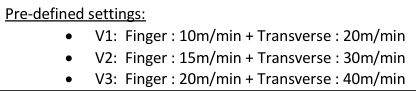 Pre-defined settings:
• V1: Finger : 10m/min + Transverse : 20m/min
• V2: Finger : 15m/min + Transverse : 30m/min
• V3: Finger : 20m/min + Transverse : 40m/min